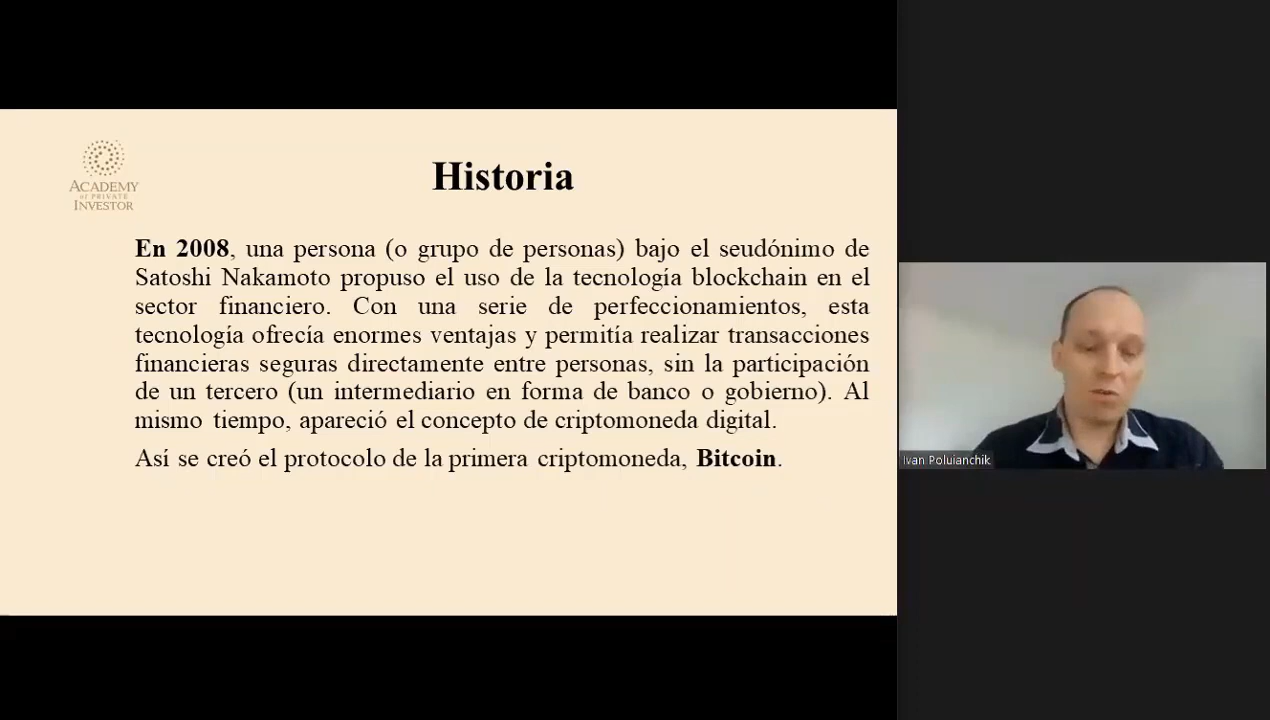 ACADEMY
OF PRIVATE
INVESTOR
Historia
En 2008, una persona (o grupo de personas) bajo el seudónimo de
Satoshi Nakamoto propuso el uso de la tecnología blockchain en el
sector financiero. Con una serie de perfeccionamientos, esta
tecnología ofrecía enormes ventajas y permitía realizar transacciones
financieras seguras directamente entre personas, sin la participación
de un tercero (un intermediario en forma de banco o gobierno). Al
mismo tiempo, apareció el concepto de criptomoneda digital.
Así se creó el protocolo de la primera criptomoneda, Bitcoin.
Ivan Poluianchik